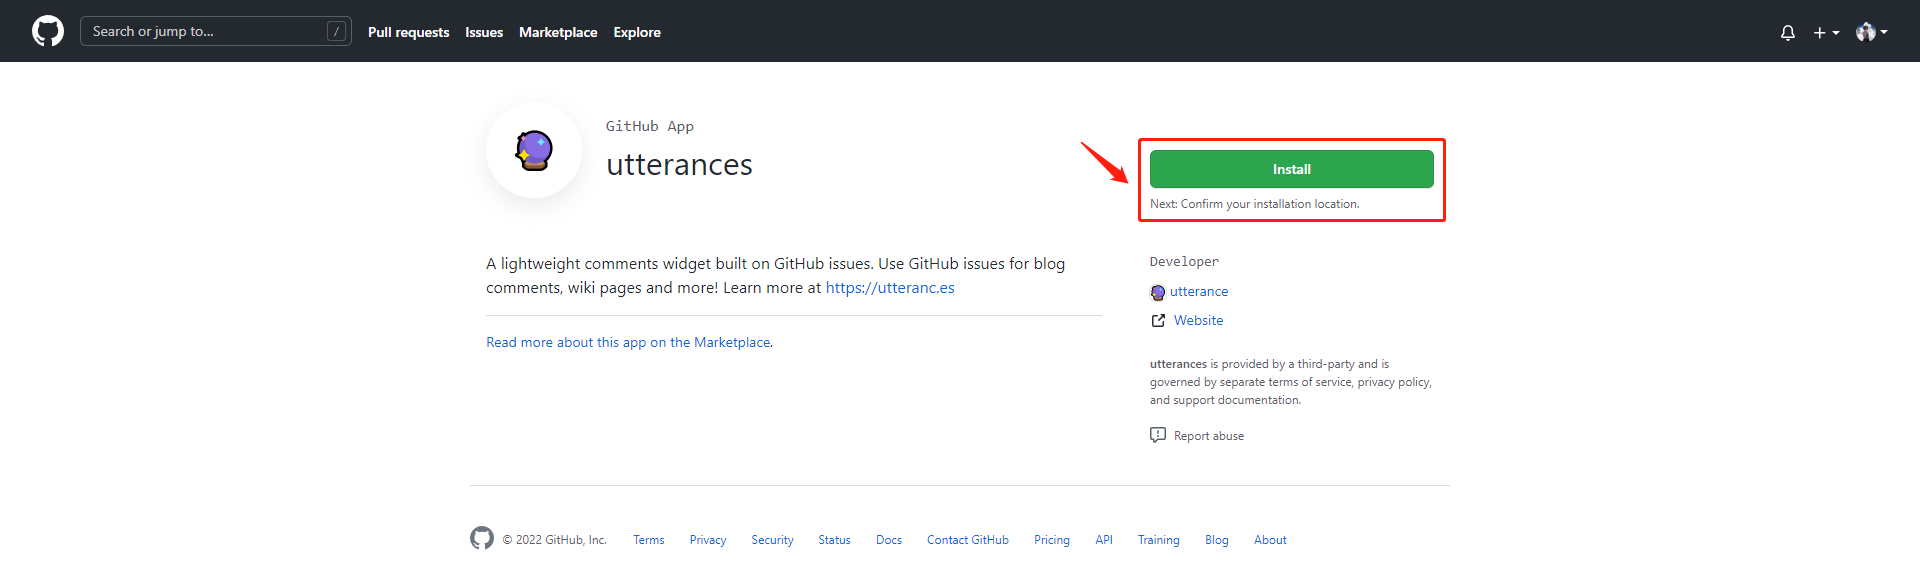 Search or jump to... /
Pull requests Issues Marketplace Explore
GitHub App
utterances
Install
Next: Confirm your installation location.
A lightweight comments widget built on GitHub issues. Use GitHub issues for blog
comments, wiki pages and more! Learn more at https://utteranc.es
Read more about this app on the Marketplace.
Developer
utterance
Website
utterances is provided by a third-party and is
governed by separate terms of service, privacy policy,
and support documentation.
Report abuse
© 2022 GitHub, Inc. Terms Privacy Security Status Docs Contact GitHub Pricing API Training Blog About